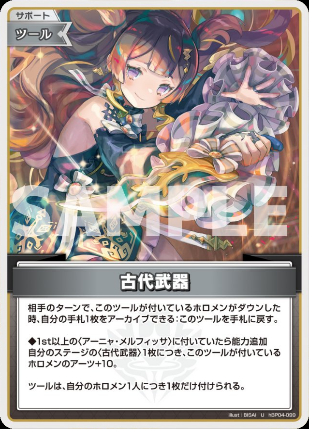 サポート
ツール
SAMPLE
古代武器
相手のターンで、このツールが付いているホロメンがダウンした
時、自分の手札1枚をアーカイブできる：このツールを手札に戻す。
◆1st以上の〈アーニャ・メルフィッサ〉に付いていたら能力追加
自分のステージの〈古代武器〉1枚につき、このツールが付いている
ホロメンのアーツ+10。
ツールは、自分のホロメン1人につき1枚だけ付けられる。
illust : BISAI U hBP04-000